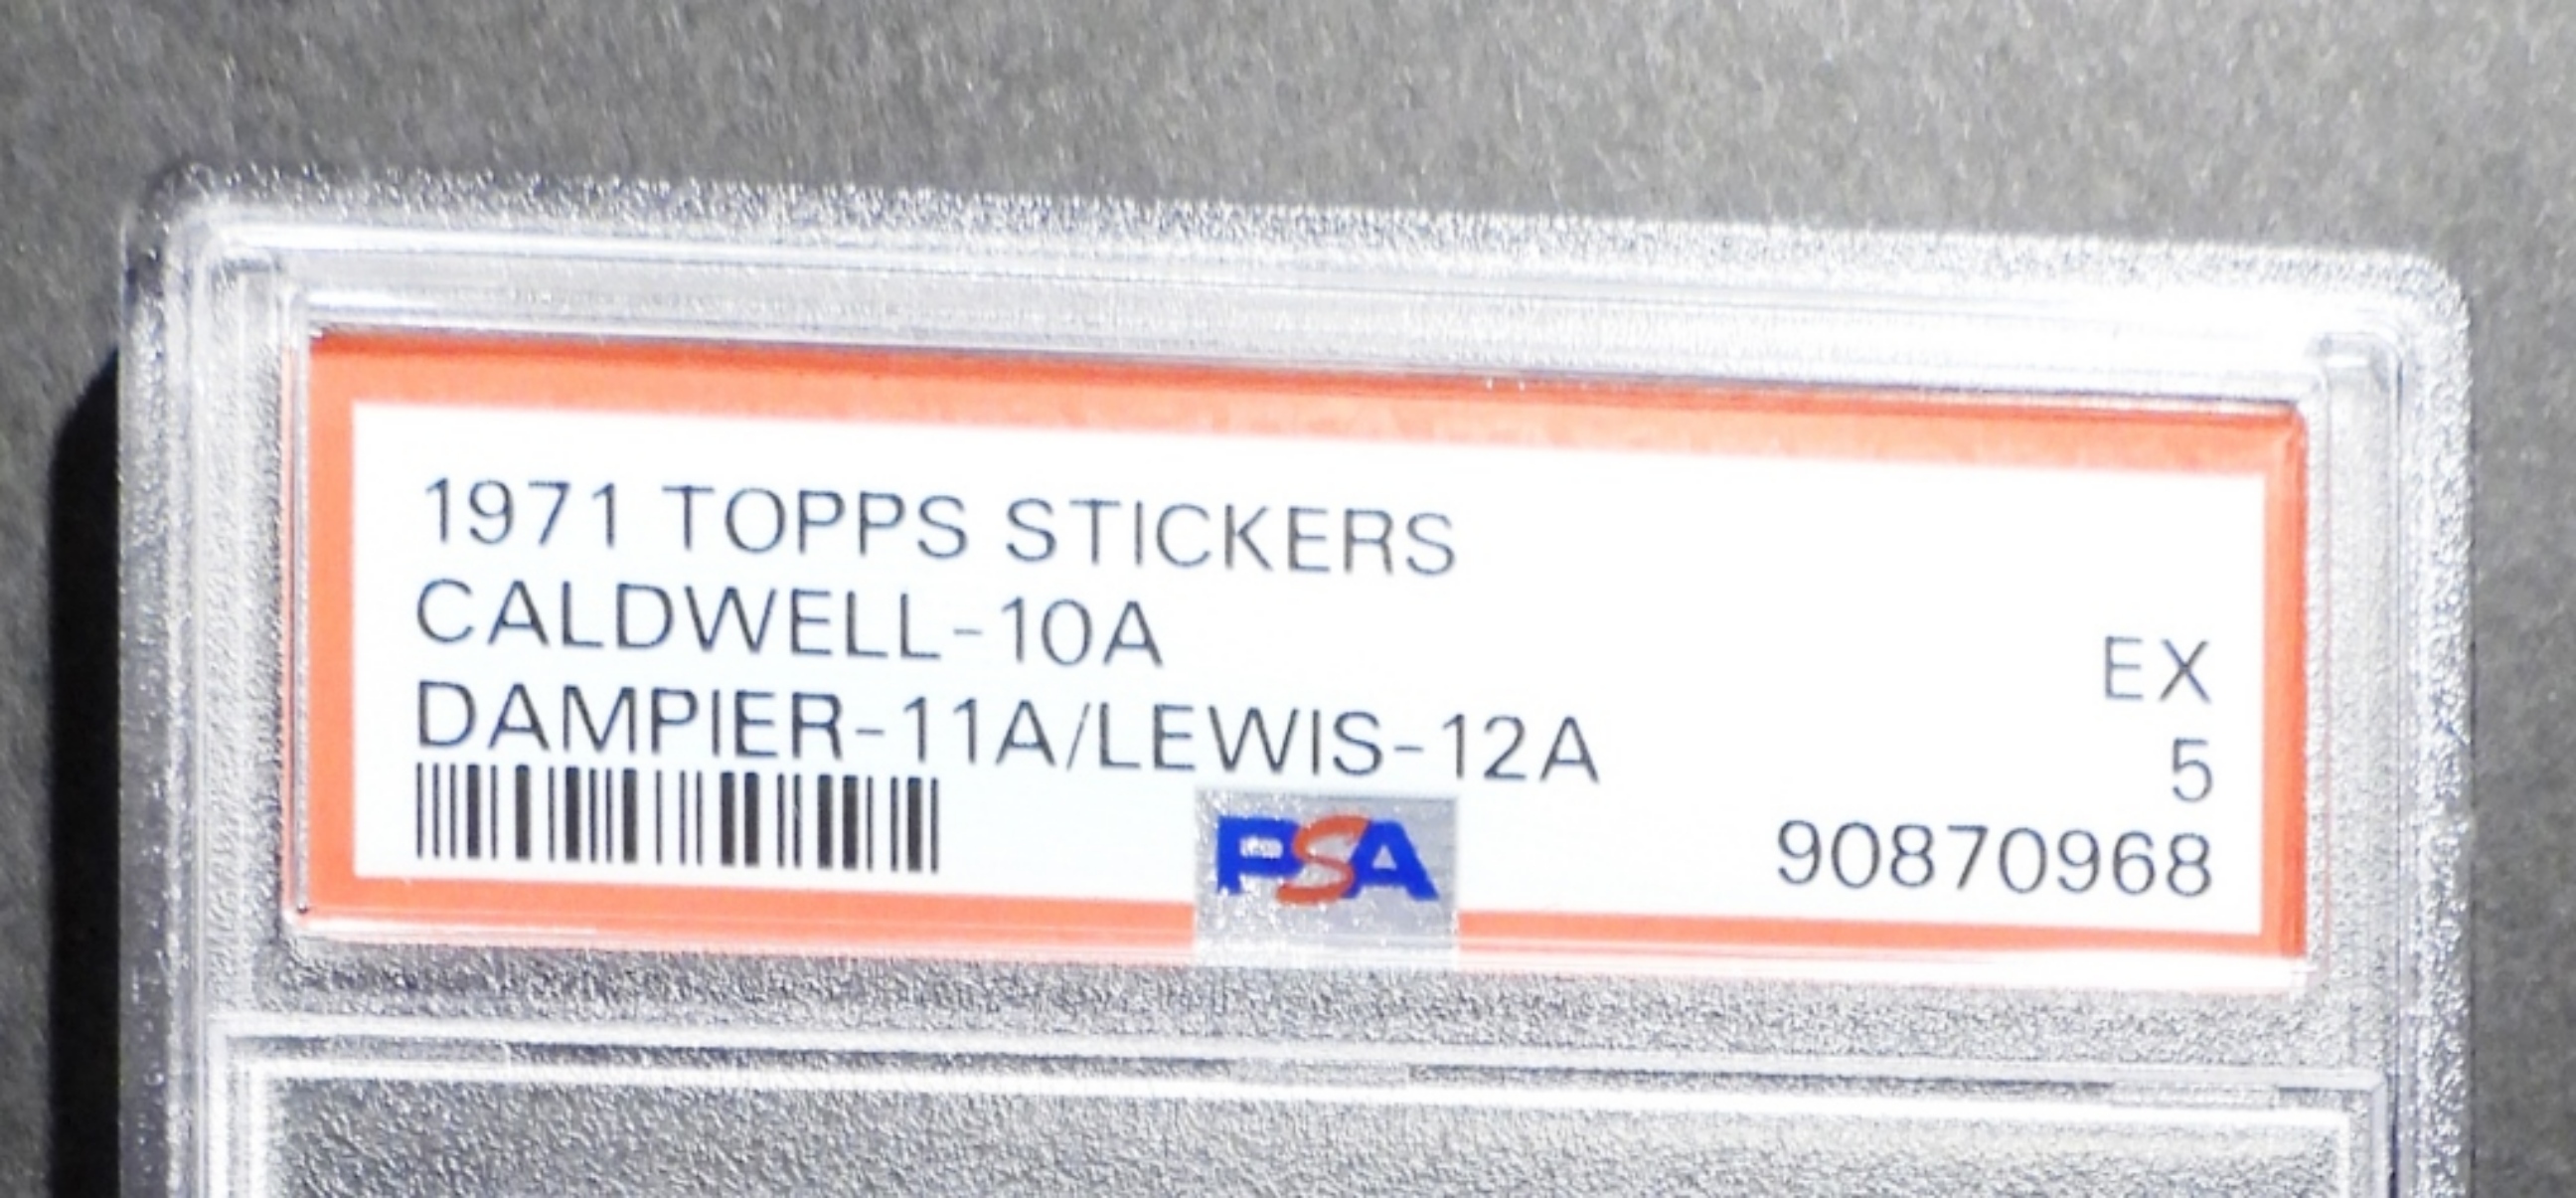 1971 TOPPS STICKERS
CALDWELL-10A
EX
DAMPIER-11A/LEWIS-12A
5
PSA
90870968